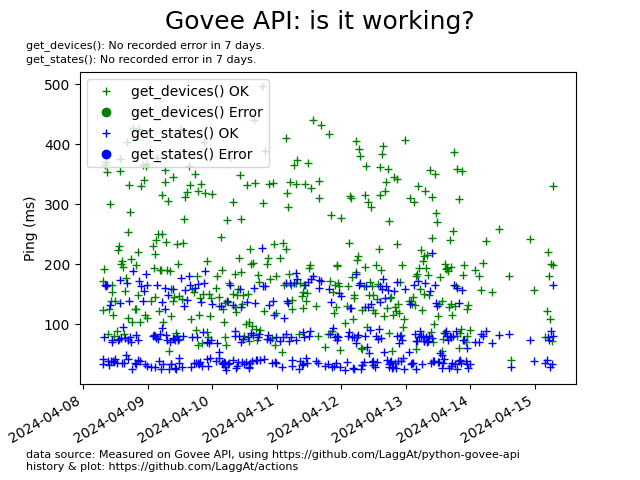 Govee API: is it working?
get_devices(): No recorded error in 7 days.
get_states(): No recorded error in 7 days.
get_devices() OK
get_devices() Error
get_states() OK
get_states() Error
Ping (ms)
500
400
300
200
100
2024-04-08
2024-04-09
2024-04-10
2024-04-11
2024-04-12
2024-04-13
2024-04-14
2024-04-15
data source: Measured on Govee API, using https://github.com/LaggAt/python-govee-api
history & plot: https://github.com/LaggAt/actions